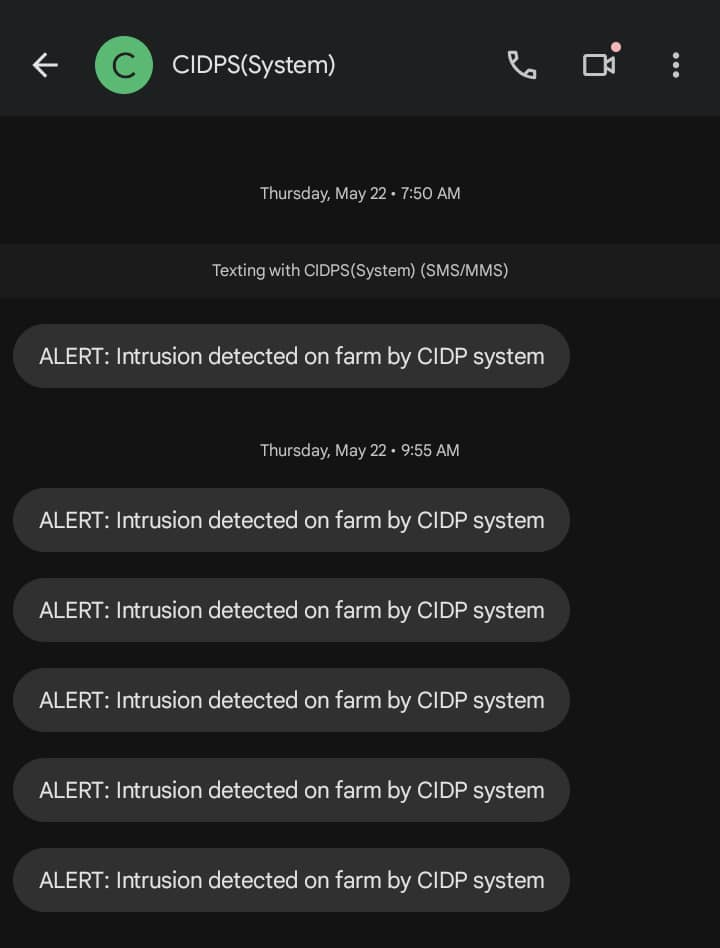 C CIDPS(System)
Thursday, May 22 • 7:50 AM
Texting with CIDPS(System) (SMS/MMS)
ALERT: Intrusion detected on farm by CIDP system
Thursday, May 22 • 9:55 AM
ALERT: Intrusion detected on farm by CIDP system
ALERT: Intrusion detected on farm by CIDP system
ALERT: Intrusion detected on farm by CIDP system
ALERT: Intrusion detected on farm by CIDP system
ALERT: Intrusion detected on farm by CIDP system